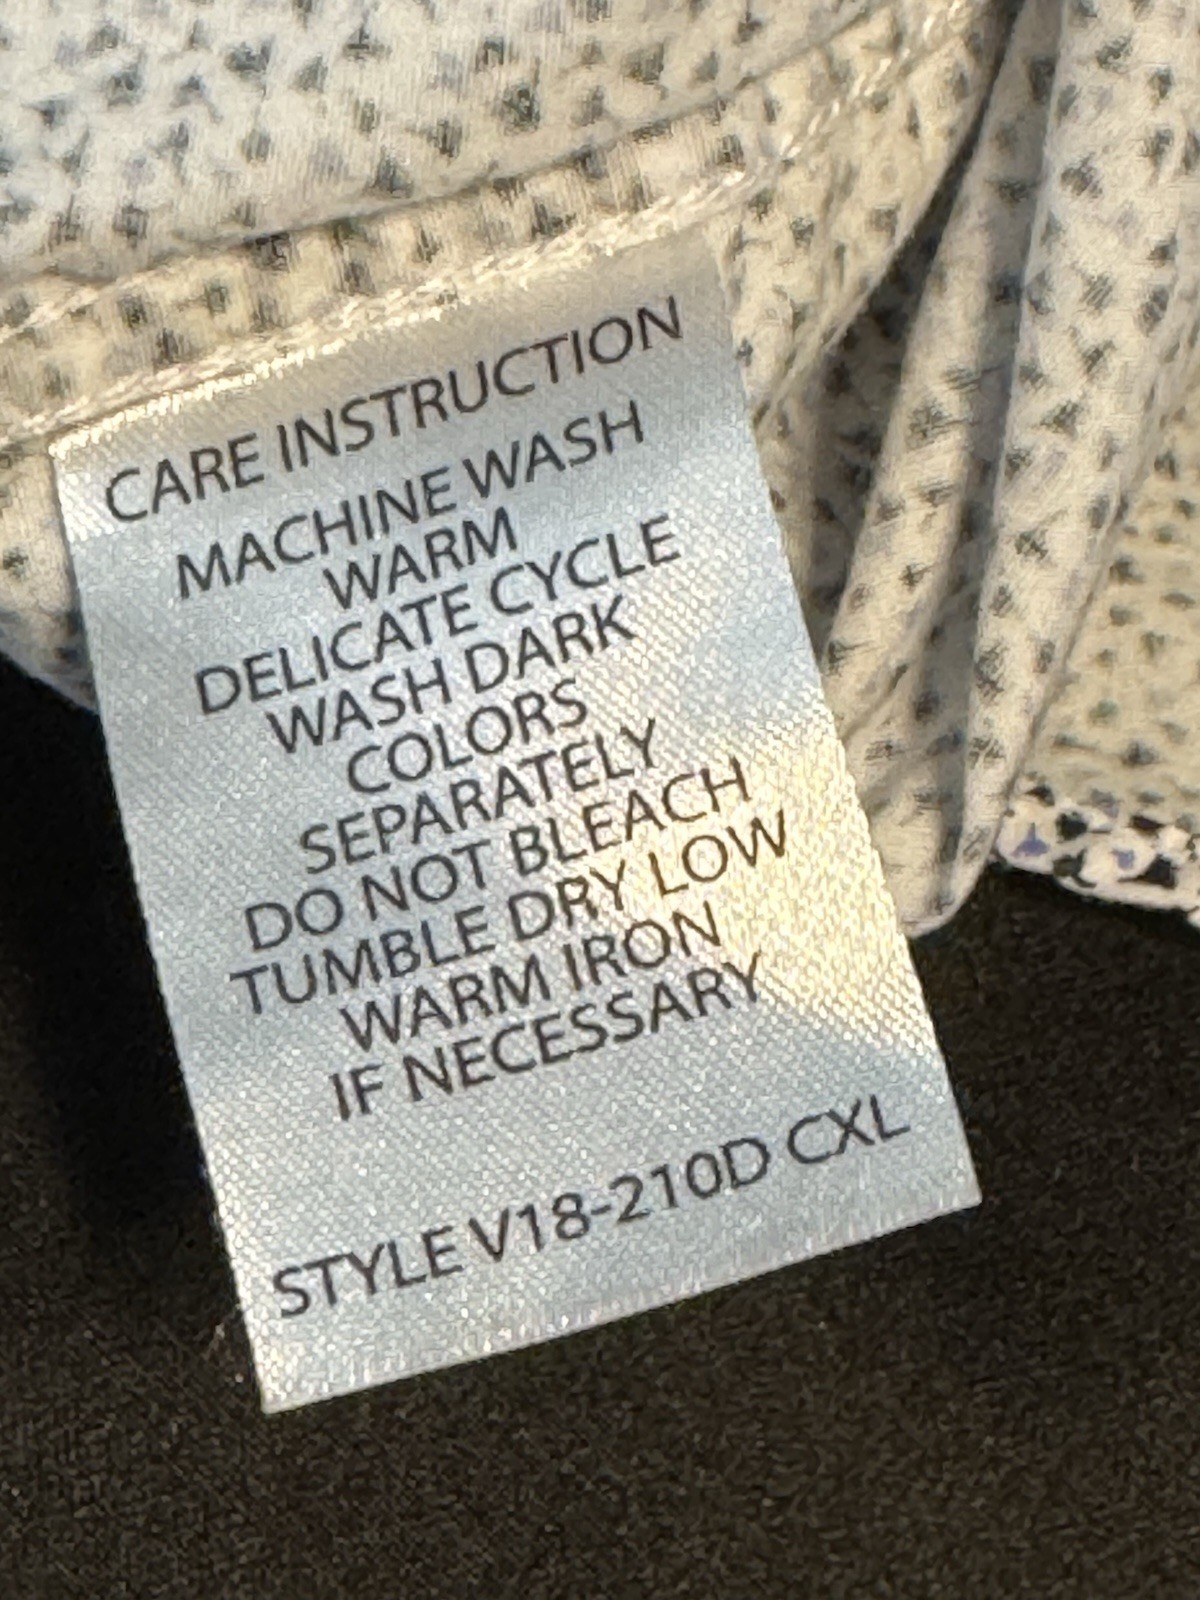 CARE INSTRUCTION
MACHINE WASH
WARM
DELICATE CYCLE
WASH DARK
COLORS
SEPARATELY
DO NOT BLEACH
TUMBLE DRY LOW
WARM IRON
IF NECESSARY
STYLE V18-210D CXL